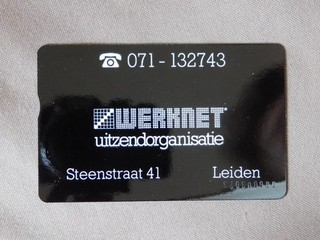 ☎ 071 - 132743
WERKNET®
uitzendorganisatie
Steenstraat 41 Leiden